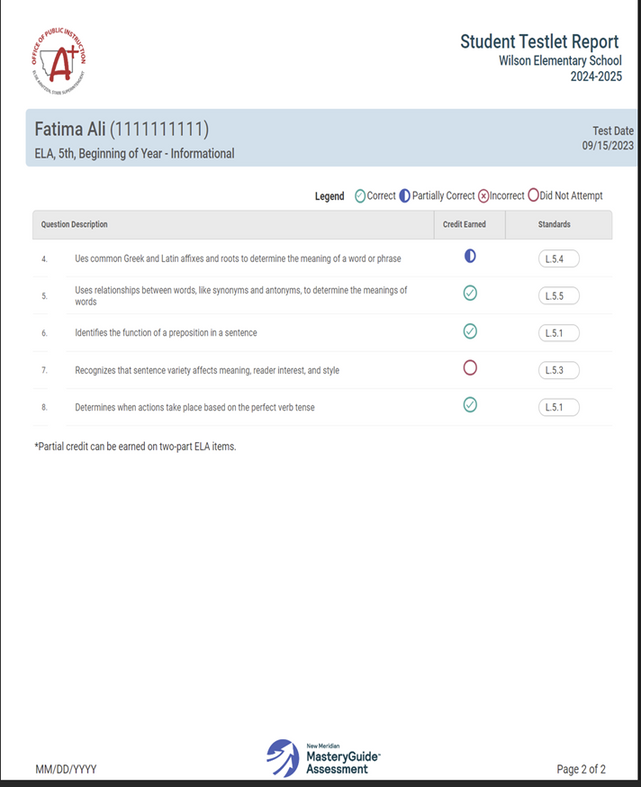 OFFICE OF PUBLIC INSTRUCTION
A+
Student Testlet Report
Wilson Elementary School
2024-2025
Fatima Ali (1111111111)
ELA, 5th, Beginning of Year - Informational
Test Date
09/15/2023
Legend Correct Partially Correct Incorrect Did Not Attempt
Question Description Credit Earned Standards
4. Ues common Greek and Latin affixes and roots to determine the meaning of a word or phrase L.5.4
5. Uses relationships between words, like synonyms and antonyms, to determine the meanings of
words L.5.5
6. Identifies the function of a preposition in a sentence L.5.1
7. Recognizes that sentence variety affects meaning, reader interest, and style L.5.3
8. Determines when actions take place based on the perfect verb tense L.5.1
*Partial credit can be earned on two-part ELA items.
MM/DD/YYYY
New Meridian
MasteryGuide™
Assessment
Page 2 of 2